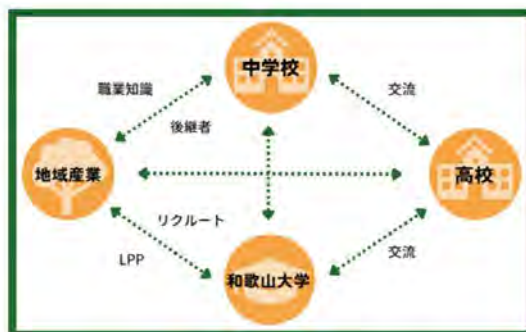 中学校
職業知識
交流
後継者
地域産業
高校
リクルート
LPP
和歌山大学
交流